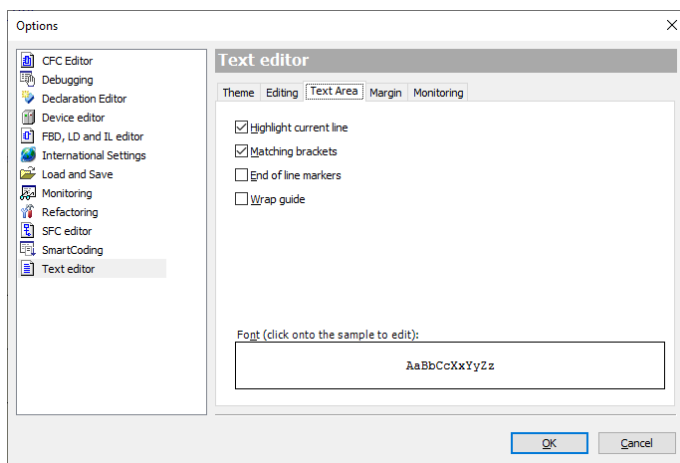 Options
CFC Editor
Debugging
Declaration Editor
Device editor
FBD, LD and IL editor
International Settings
Load and Save
Monitoring
Refactoring
SFC editor
SmartCoding
Text editor
Text editor
Theme Editing Text Area Margin Monitoring
Highlight current line
Matching brackets
End of line markers
Wrap guide
Font (click onto the sample to edit):
AaBbCcXxYyZz
OK Cancel